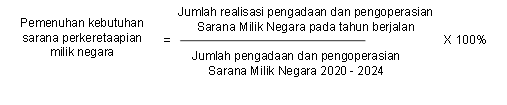 Pemenuhan kebutuhan
sarana perkeretaapian
milik negara
=
Jumlah realisasi pengadaan dan pengoperasian
Sarana Milik Negara pada tahun berjalan
Jumlah pengadaan dan pengoperasian
Sarana Milik Negara 2020 - 2024
X 100%